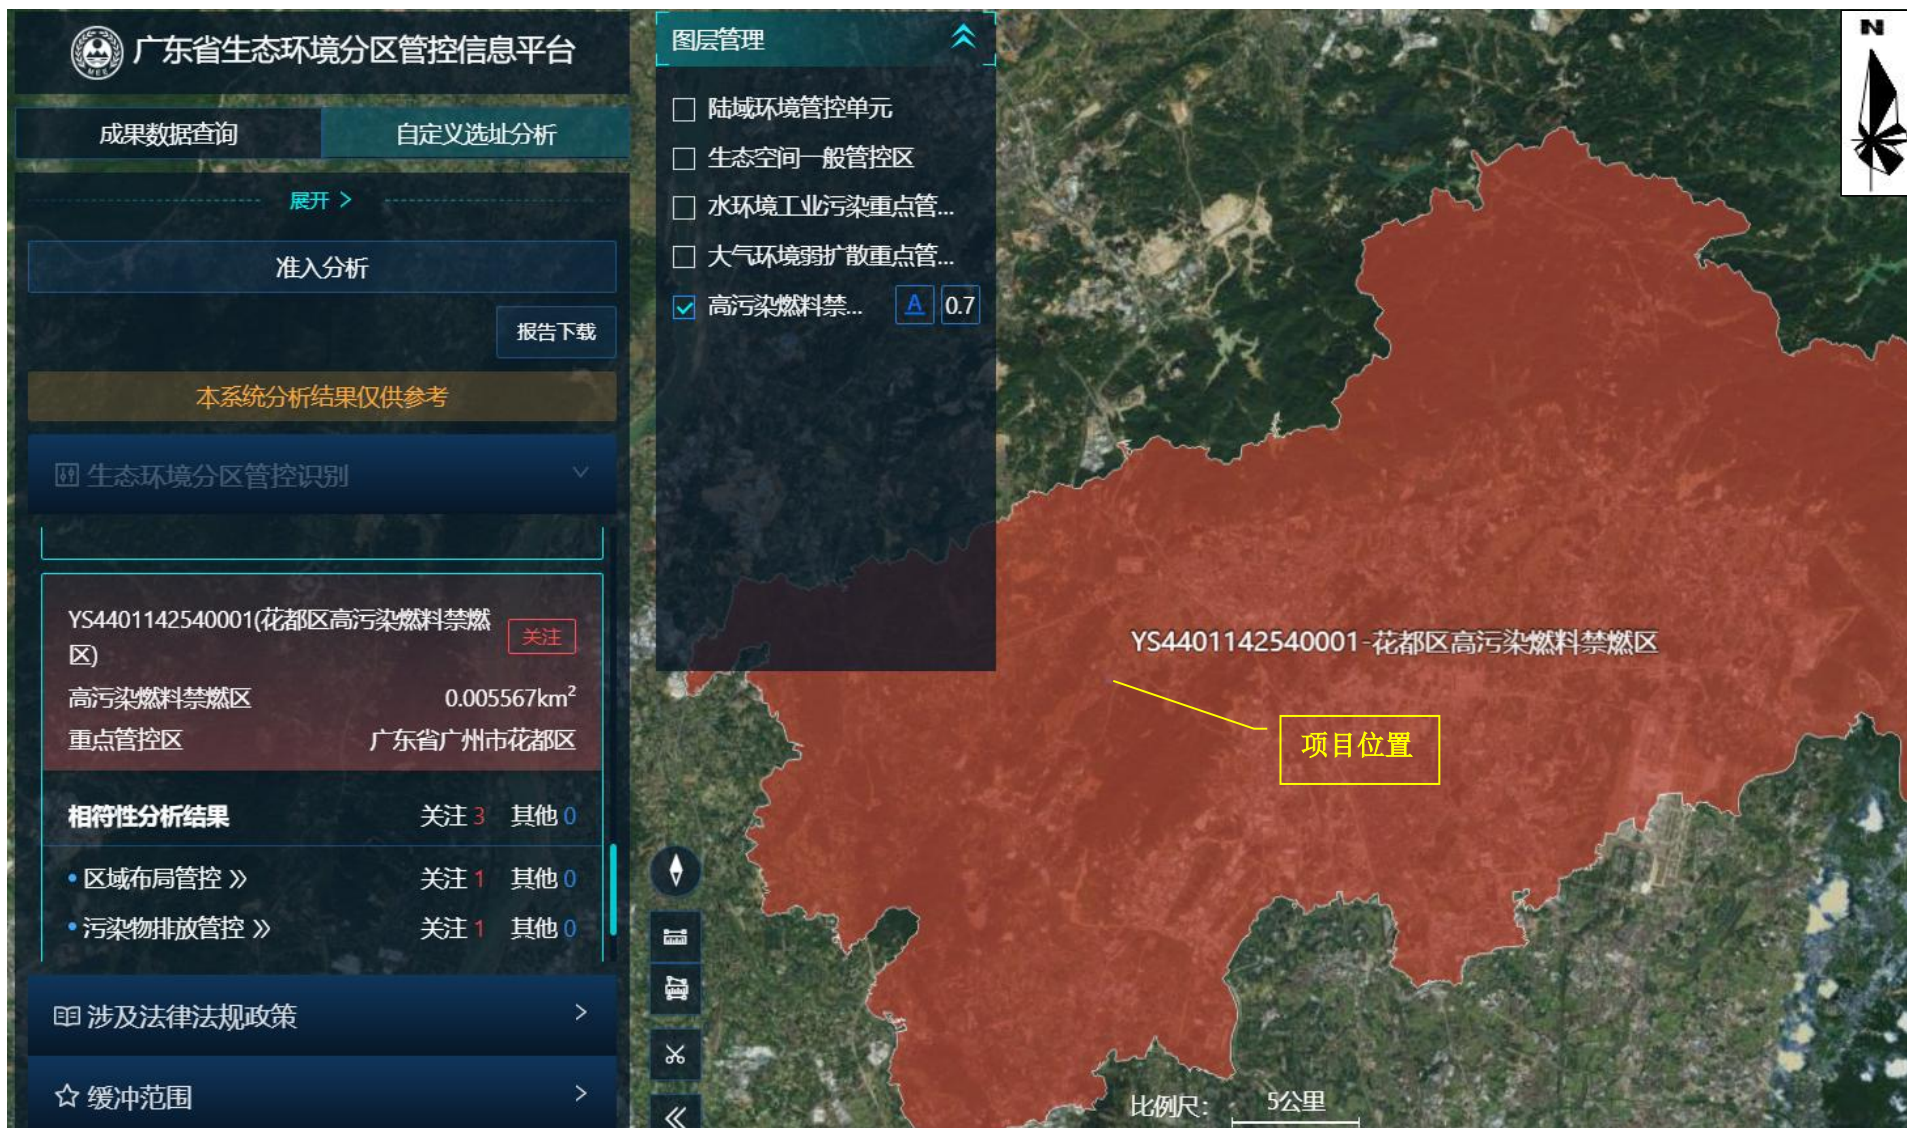 广东省生态环境分区管控信息平台
MEE
成果数据查询
自定义选址分析
展开 >
准入分析
报告下载
本系统分析结果仅供参考
生态环境分区管控识别
YS4401142540001(花都区高污染燃料禁燃
区)
关注
高污染燃料禁燃区 0.005567km²
重点管控区 广东省广州市花都区
相符性分析结果 关注 3 其他 0
• 区域布局管控 » 关注 1 其他 0
• 污染物排放管控 » 关注 1 其他 0
涉及法律法规政策 >
缓冲范围 >
图层管理
陆域环境管控单元
生态空间一般管控区
水环境工业污染重点管...
大气环境弱扩散重点管...
高污染燃料禁... A 0.7
N
YS4401142540001-花都区高污染燃料禁燃区
项目位置
比例尺: 5公里